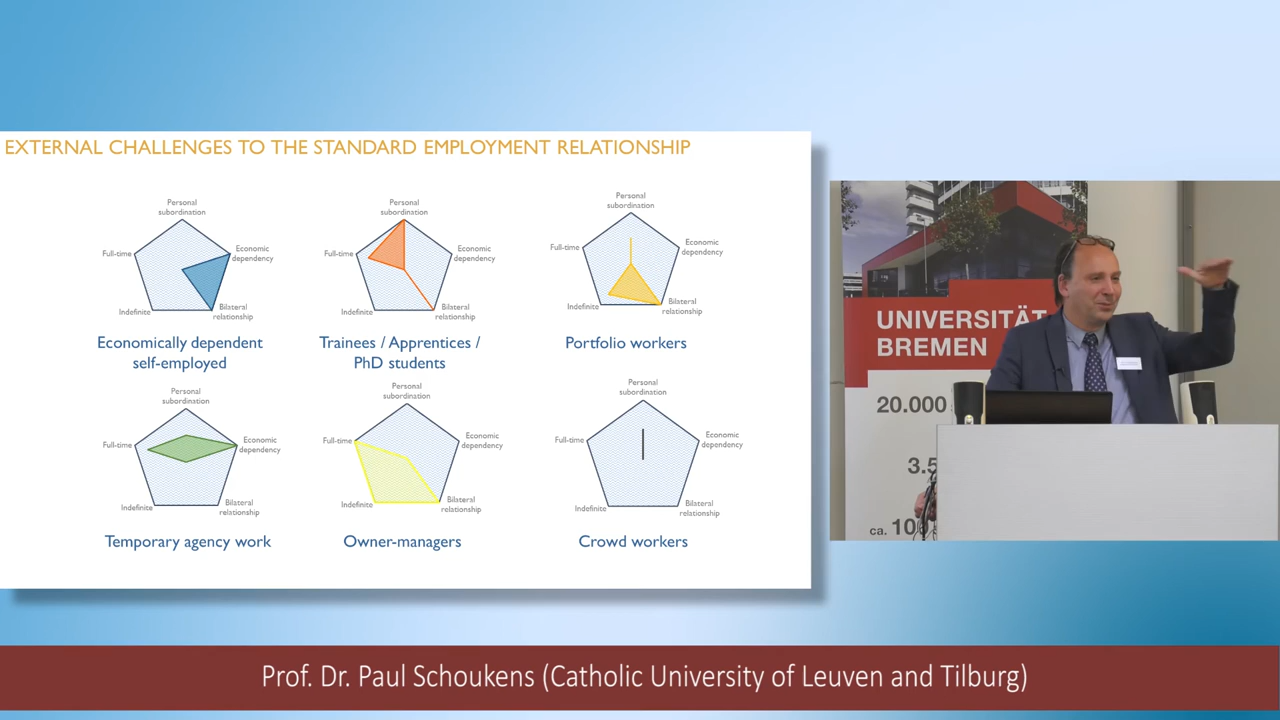 EXTERNAL CHALLENGES TO THE STANDARD EMPLOYMENT RELATIONSHIP
Personal
subordination
Full-time
Economic
dependency
Indefinite
Bilateral
relationship
Economically dependent
self-employed
Personal
subordination
Full-time
Economic
dependency
Indefinite
Bilateral
relationship
Trainees / Apprentices /
PhD students
Personal
subordination
Full-time
Economic
dependency
Indefinite
Bilateral
relationship
Portfolio workers
Personal
subordination
Full-time
Economic
dependency
Indefinite
Bilateral
relationship
Temporary agency work
Personal
subordination
Full-time
Economic
dependency
Indefinite
Bilateral
relationship
Owner-managers
Personal
subordination
Full-time
Economic
dependency
Indefinite
Bilateral
relationship
Crowd workers
UNIVERSITÄT
BREMEN
20.000
3.5
ca. 100
Prof. Dr. Paul Schoukens (Catholic University of Leuven and Tilburg)